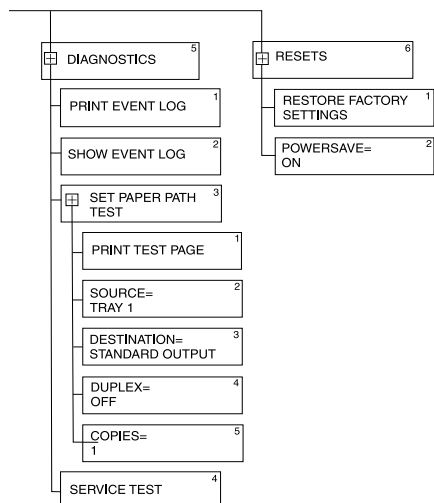 DIAGNOSTICS 5
PRINT EVENT LOG 1
SHOW EVENT LOG 2
SET PAPER PATH 3
TEST
PRINT TEST PAGE 1
SOURCE= 2
TRAY 1
DESTINATION= 3
STANDARD OUTPUT
DUPLEX= 4
OFF
COPIES= 5
1
SERVICE TEST 4
RESETS 6
RESTORE FACTORY 1
SETTINGS
POWERSAVE= 2
ON